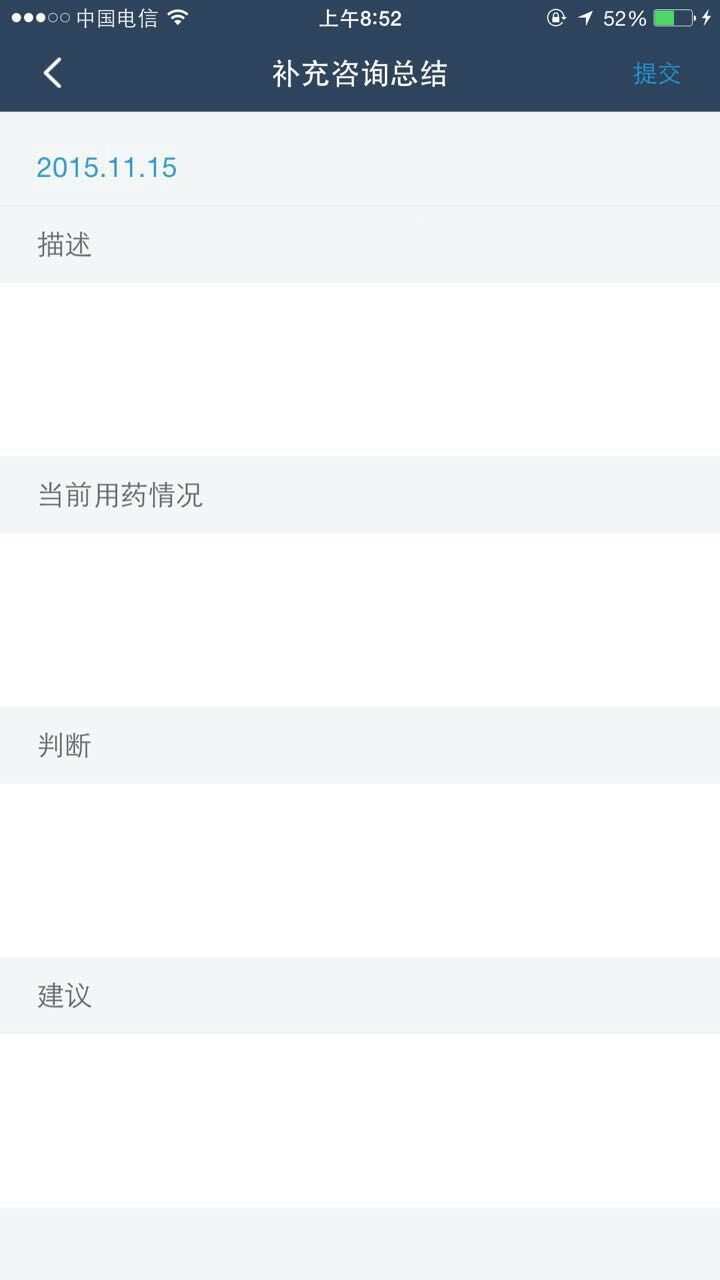 中国电信 上午8:52 52%
补充咨询总结 提交
2015.11.15
描述
当前用药情况
判断
建议